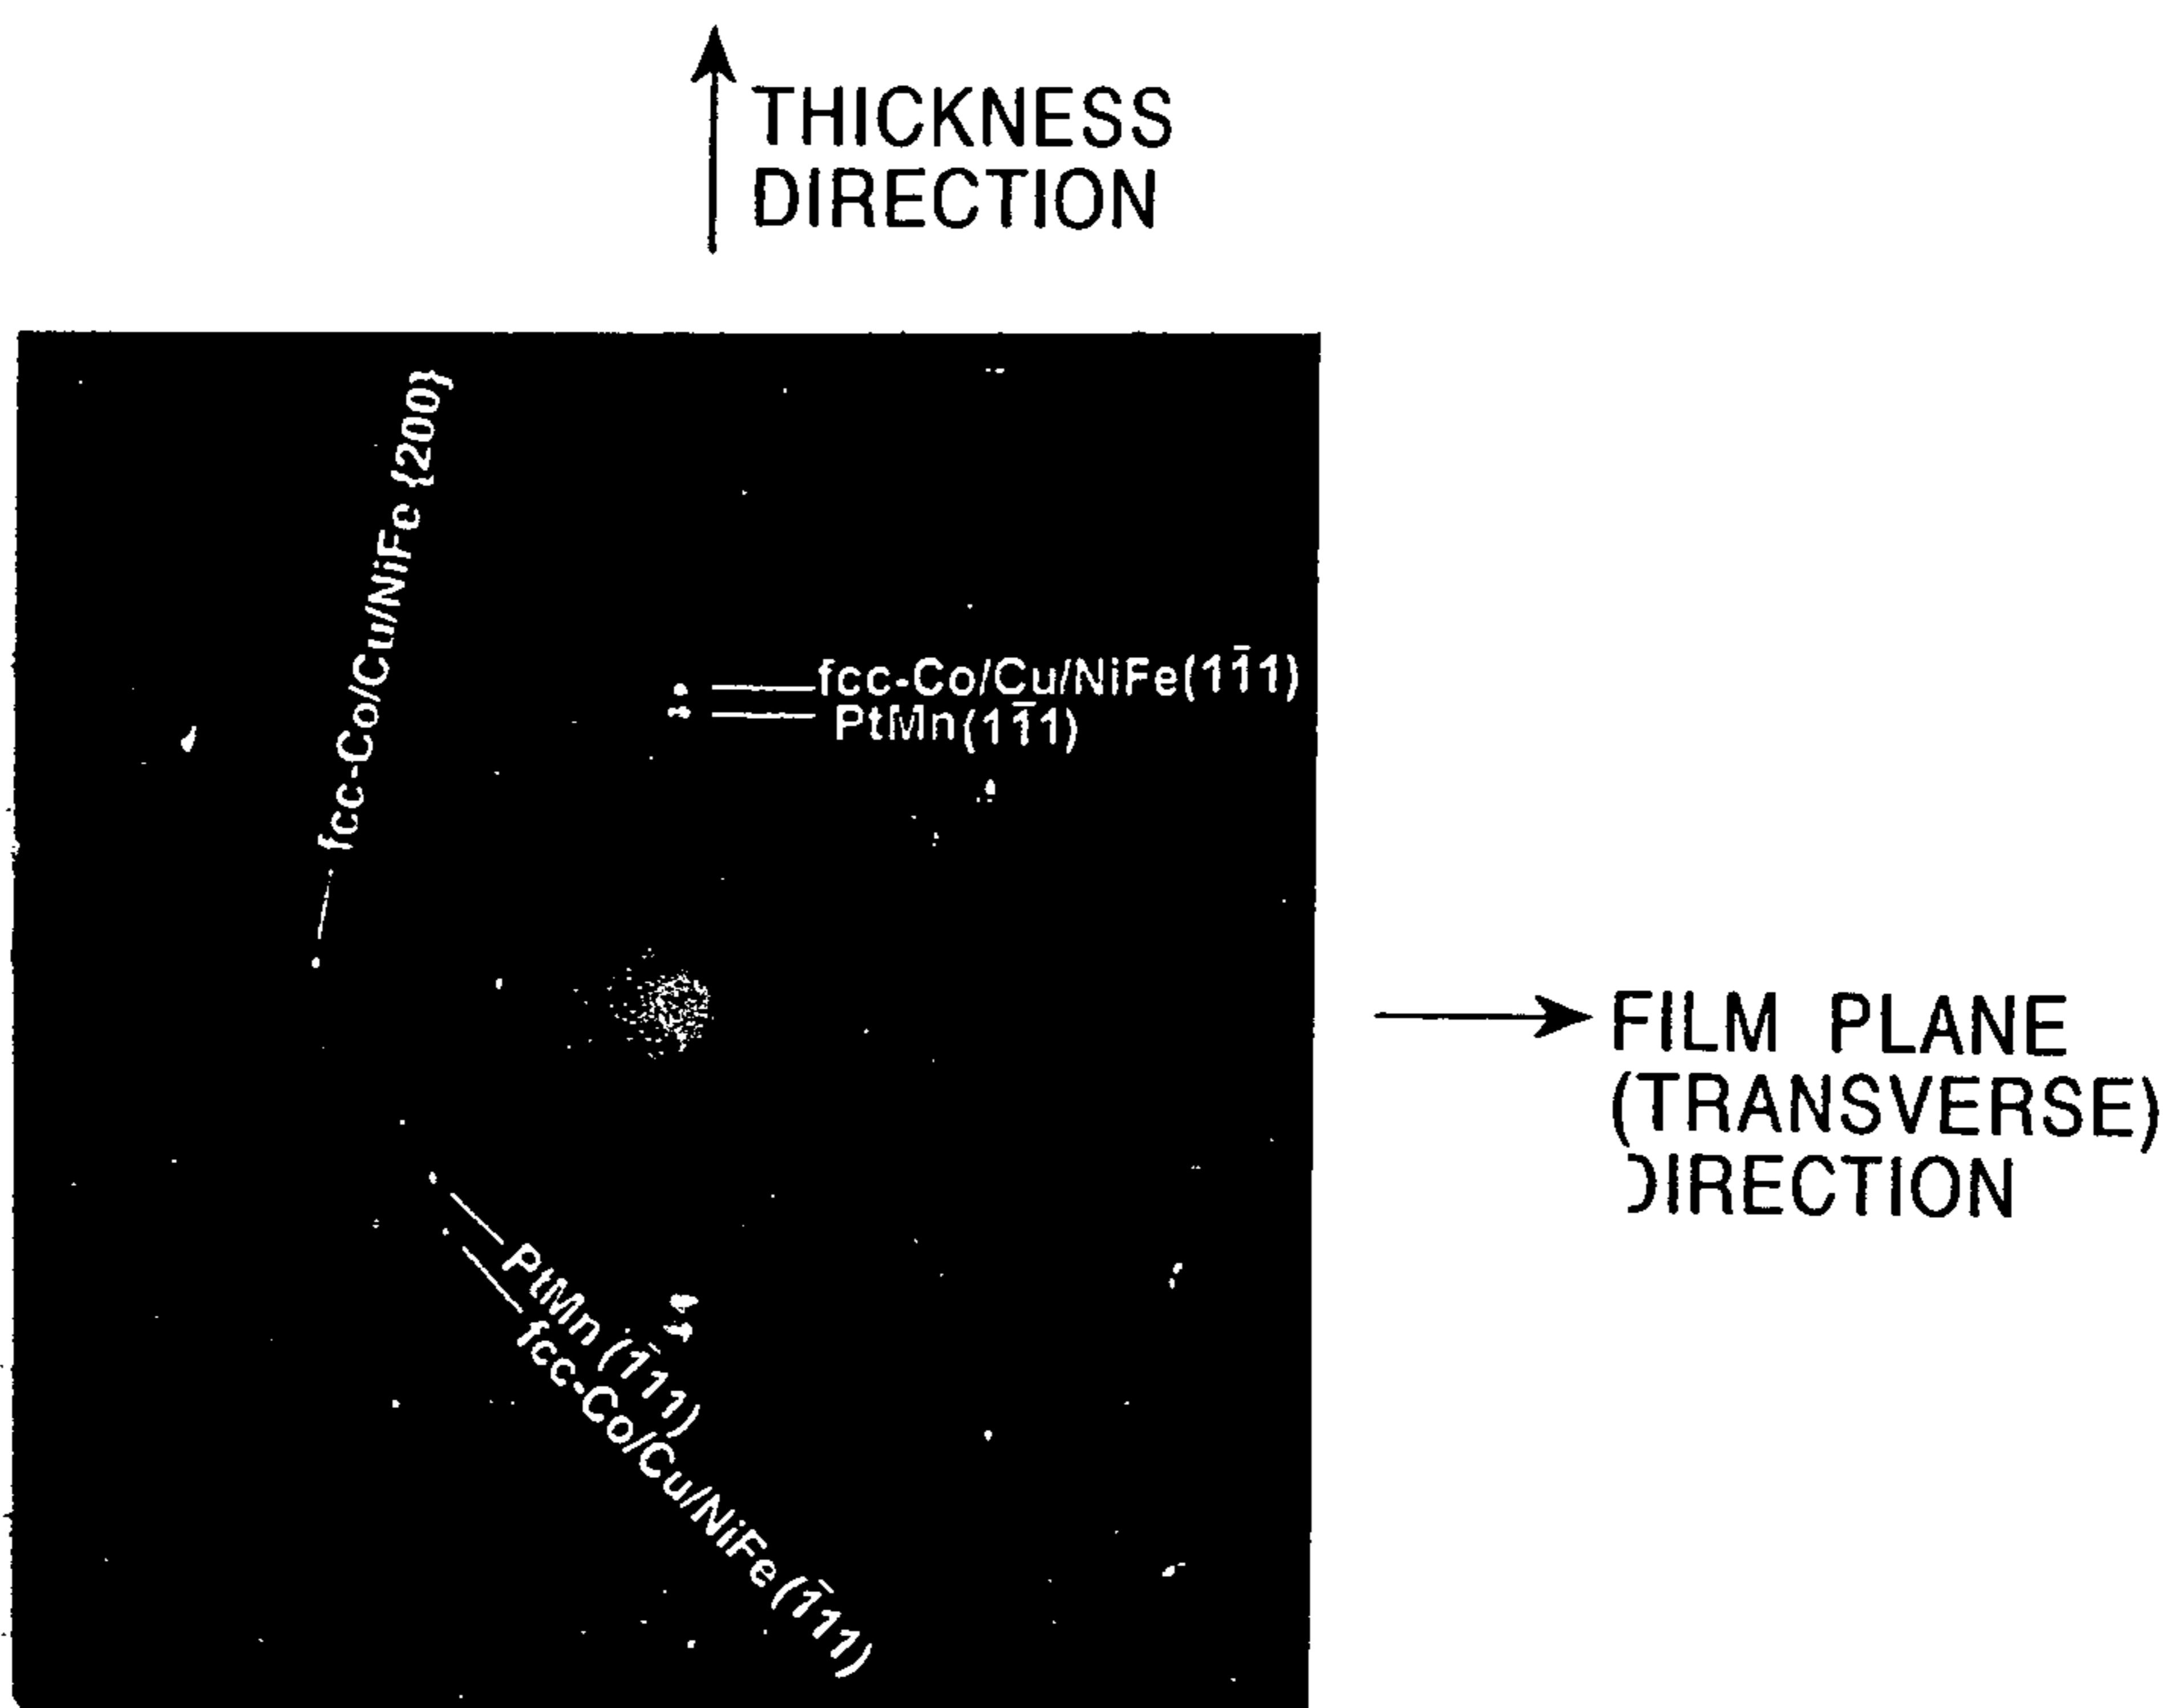 THICKNESS
DIRECTION
fcc-Co/Cu/NiFe {200}
fcc-Co/Cu/NiFe(11̄1)
PtMn(11̄1)
FILM PLANE
(TRANSVERSE)
DIRECTION
PtMn(1̄11)
fcc-Co/Cu/NiFe(1̄11)